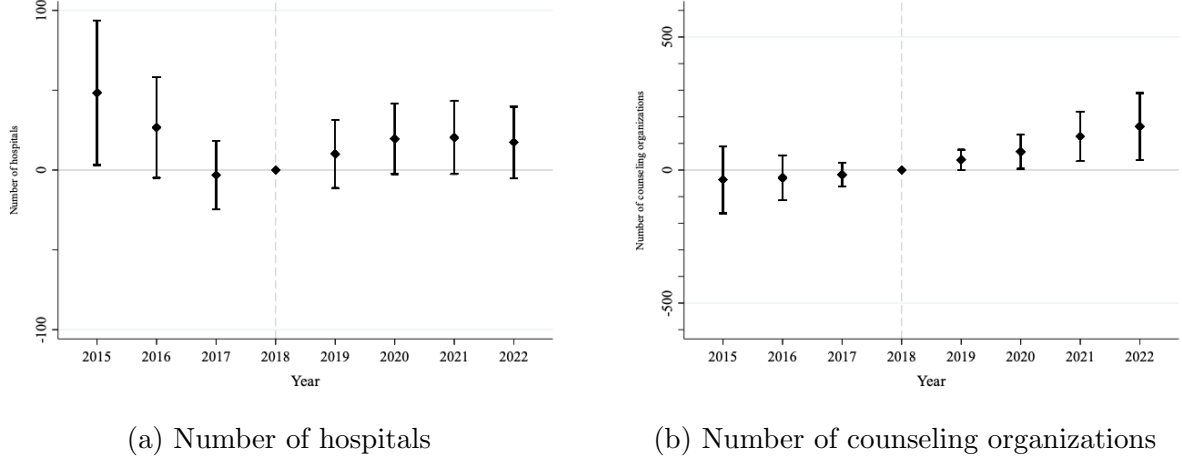 100
0
-100
Number of hospitals
2015 2016 2017 2018 2019 2020 2021 2022
Year
(a) Number of hospitals
500
0
-500
Number of counseling organizations
2015 2016 2017 2018 2019 2020 2021 2022
Year
(b) Number of counseling organizations